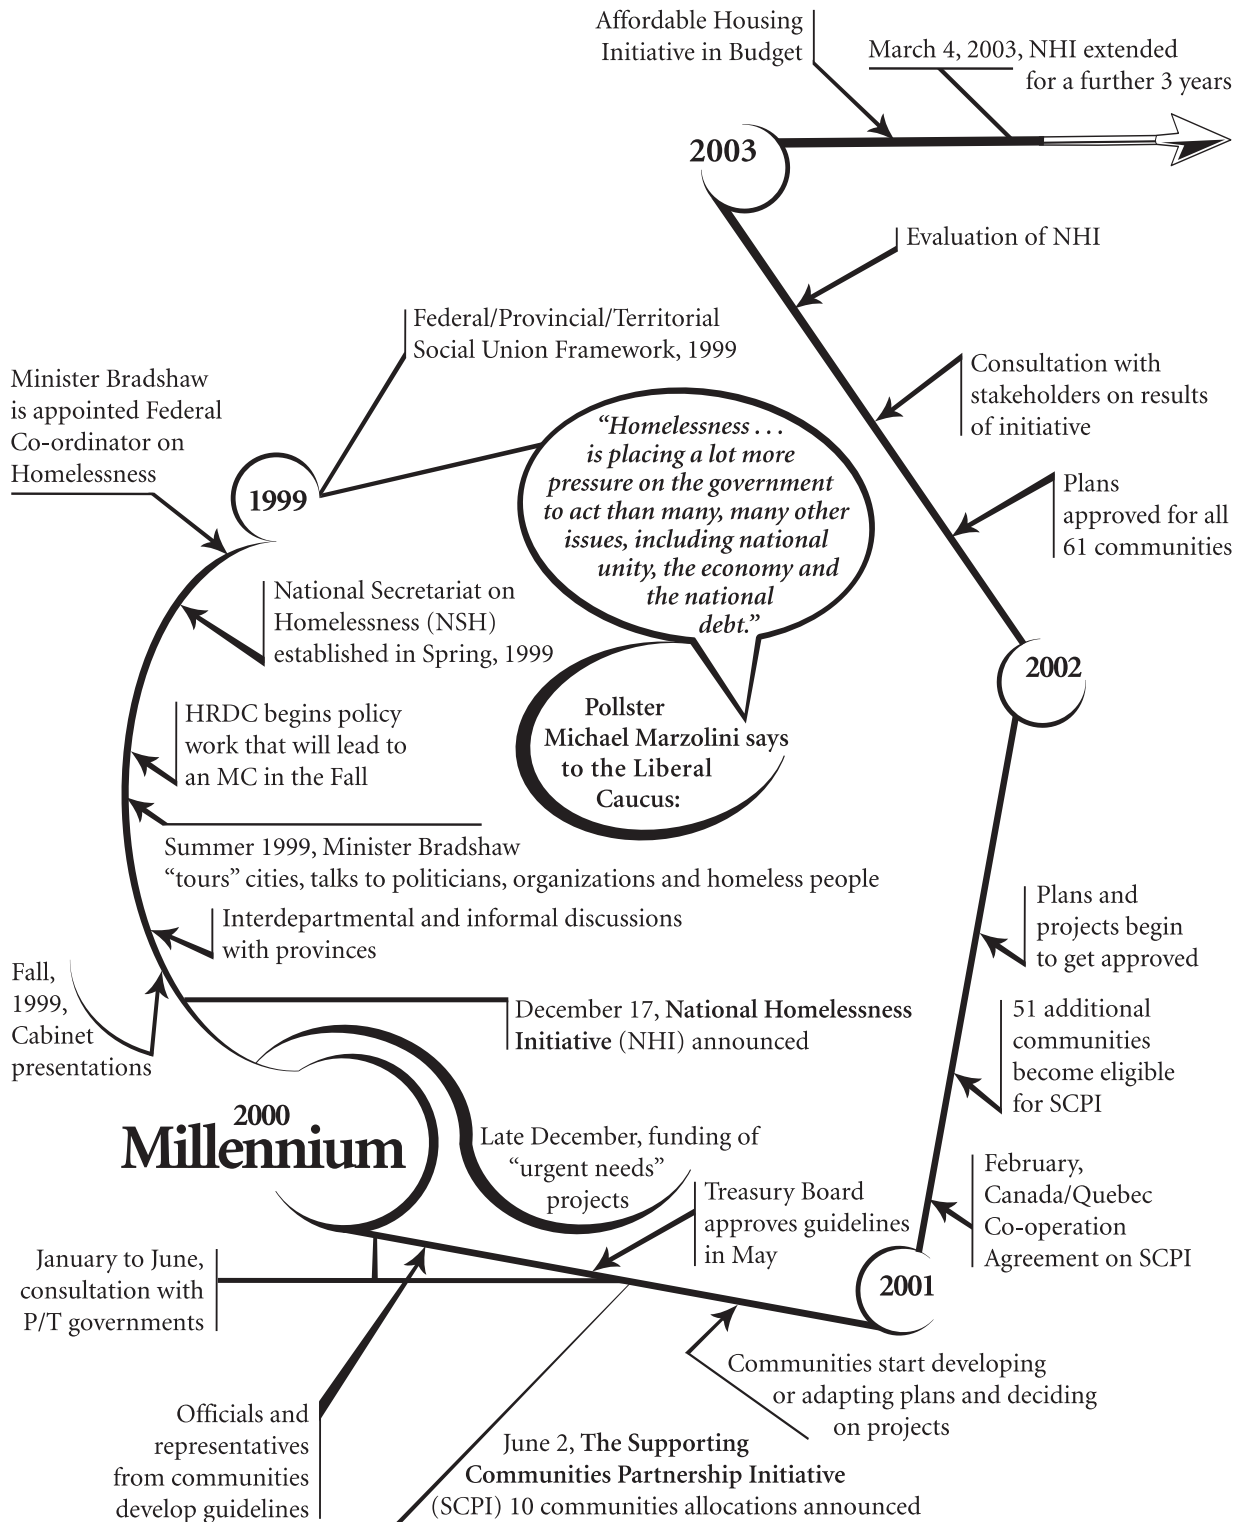 Affordable Housing
Initiative in Budget
March 4, 2003, NHI extended
for a further 3 years
2003
Evaluation of NHI
Consultation with
stakeholders on results
of initiative
Plans
approved for all
61 communities
2002
Federal/Provincial/Territorial
Social Union Framework, 1999
Minister Bradshaw
is appointed Federal
Co-ordinator on
Homelessness
1999
“Homelessness . . .
is placing a lot more
pressure on the government
to act than many, many other
issues, including national
unity, the economy and
the national
debt.”
Pollster
Michael Marzolini says
to the Liberal
Caucus:
National Secretariat on
Homelessness (NSH)
established in Spring, 1999
HRDC begins policy
work that will lead to
an MC in the Fall
Summer 1999, Minister Bradshaw
“tours” cities, talks to politicians, organizations and homeless people
Interdepartmental and informal discussions
with provinces
Fall,
1999,
Cabinet
presentations
December 17, National Homelessness
Initiative (NHI) announced
Plans and
projects begin
to get approved
51 additional
communities
become eligible
for SCPI
February,
Canada/Quebec
Co-operation
Agreement on SCPI
2000
Millennium
Late December, funding of
“urgent needs”
projects
Treasury Board
approves guidelines
in May
2001
January to June,
consultation with
P/T governments
Communities start developing
or adapting plans and deciding
on projects
Officials and
representatives
from communities
develop guidelines
June 2, The Supporting
Communities Partnership Initiative
(SCPI) 10 communities allocations announced